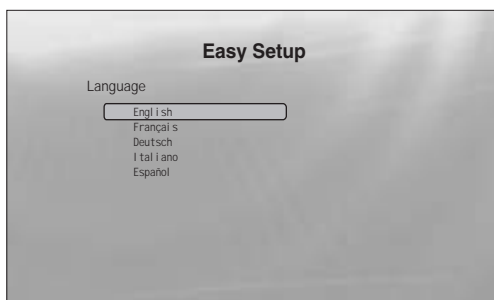 Easy Setup
Language
English
Français
Deutsch
Italiano
Español